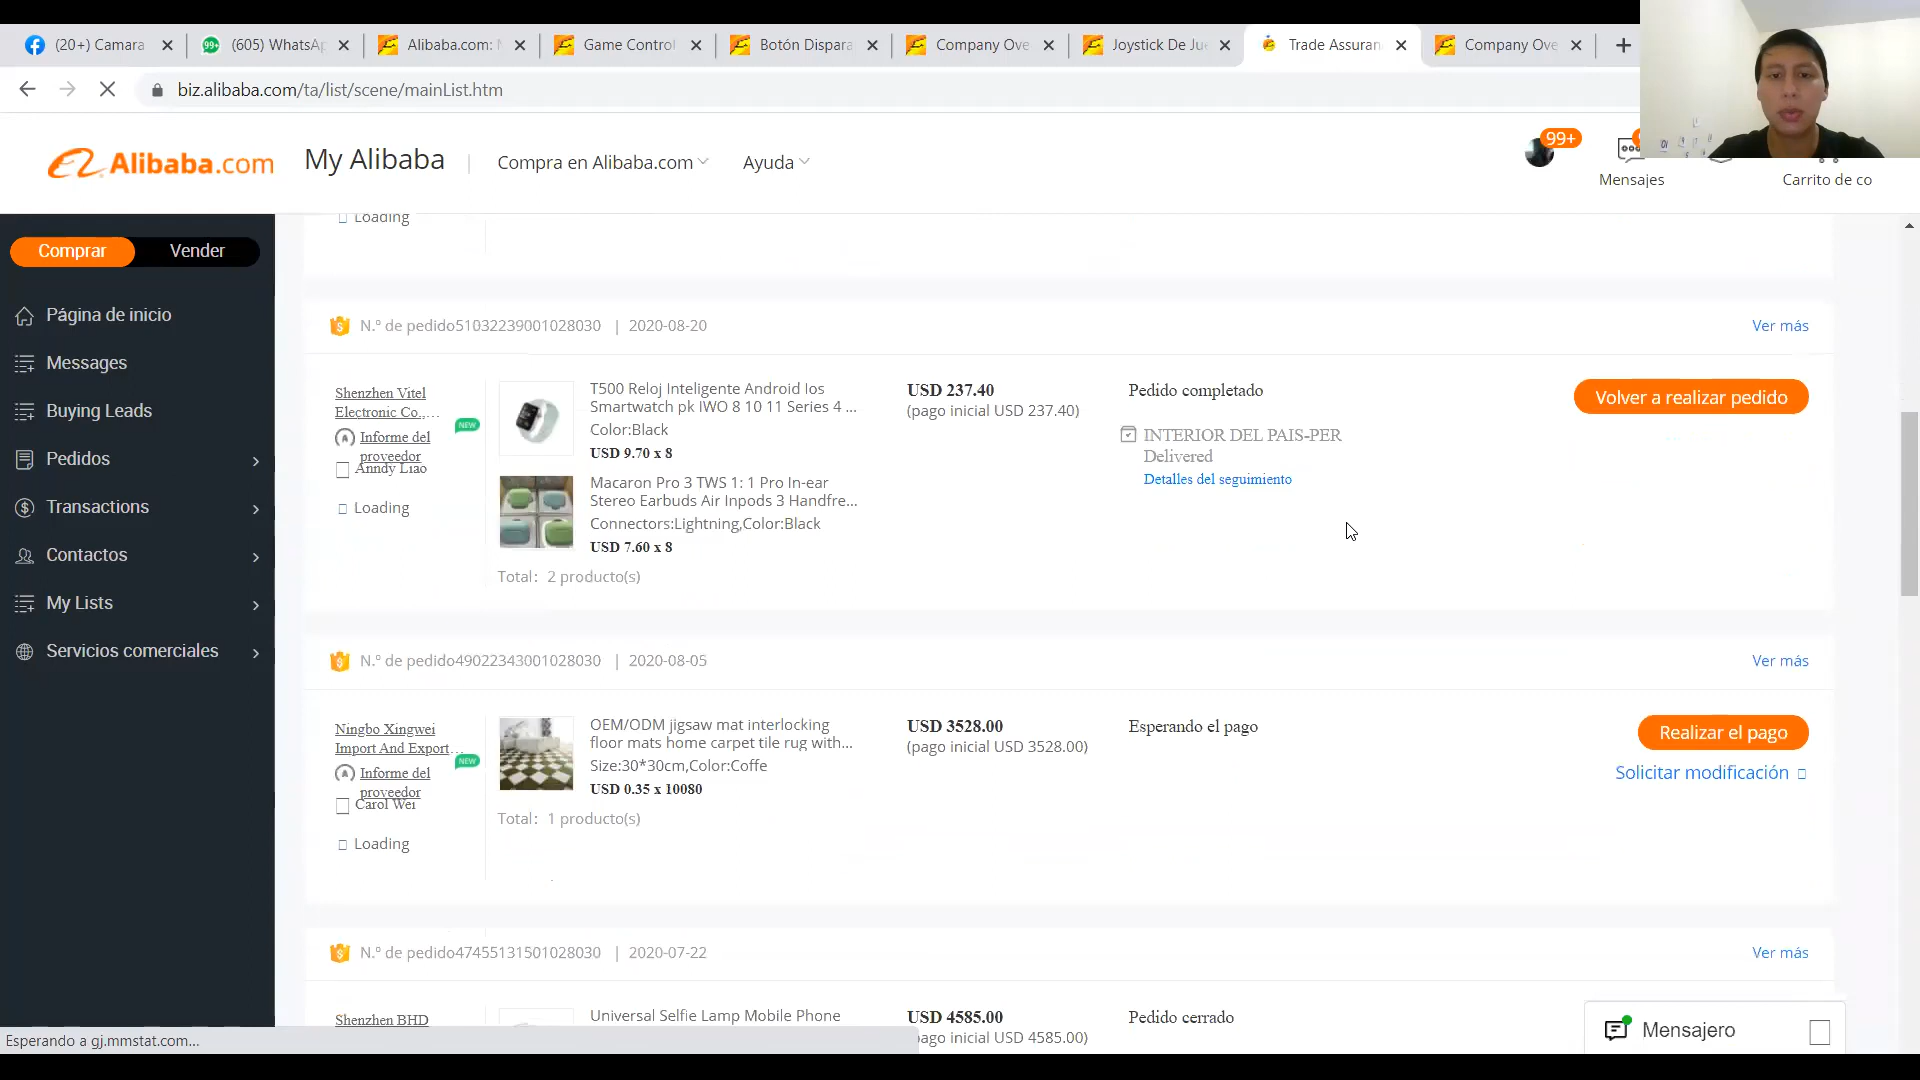 (20+) Camara
(605) WhatsAp
Alibaba.com: M
Game Control
Botón Dispara
Company Ove
Joystick De Ju
Trade Assuran
Company Ove
biz.alibaba.com/ta/list/scene/mainList.htm
Alibaba.com
My Alibaba
Compra en Alibaba.com
Ayuda
99+
Mensajes
Carrito de co
Comprar
Vender
Página de inicio
Messages
Buying Leads
Pedidos
Transactions
Contactos
My Lists
Servicios comerciales
Loading
N.º de pedido51032239001028030 | 2020-08-20
Ver más
Shenzhen Vitel
Electronic Co.,...
NEW
Informe del
proveedor
Anndy Liao
Loading
T500 Reloj Inteligente Android Ios
Smartwatch pk IWO 8 10 11 Series 4 ...
Color:Black
USD 9.70 x 8
Macaron Pro 3 TWS 1: 1 Pro In-ear
Stereo Earbuds Air Inpods 3 Handfre...
Connectors:Lightning,Color:Black
USD 7.60 x 8
Total: 2 producto(s)
USD 237.40
(pago inicial USD 237.40)
Pedido completado
INTERIOR DEL PAIS-PER
Delivered
Detalles del seguimiento
Volver a realizar pedido
N.º de pedido49022343001028030 | 2020-08-05
Ver más
Ningbo Xingwei
Import And Export...
NEW
Informe del
proveedor
Carol Wei
Loading
OEM/ODM jigsaw mat interlocking
floor mats home carpet tile rug with...
Size:30*30cm,Color:Coffe
USD 0.35 x 10080
Total: 1 producto(s)
USD 3528.00
(pago inicial USD 3528.00)
Esperando el pago
Realizar el pago
Solicitar modificación
N.º de pedido47455131501028030 | 2020-07-22
Ver más
Shenzhen BHD
Universal Selfie Lamp Mobile Phone
USD 4585.00
pago inicial USD 4585.00)
Pedido cerrado
Mensajero
Esperando a gj.mmstat.com...